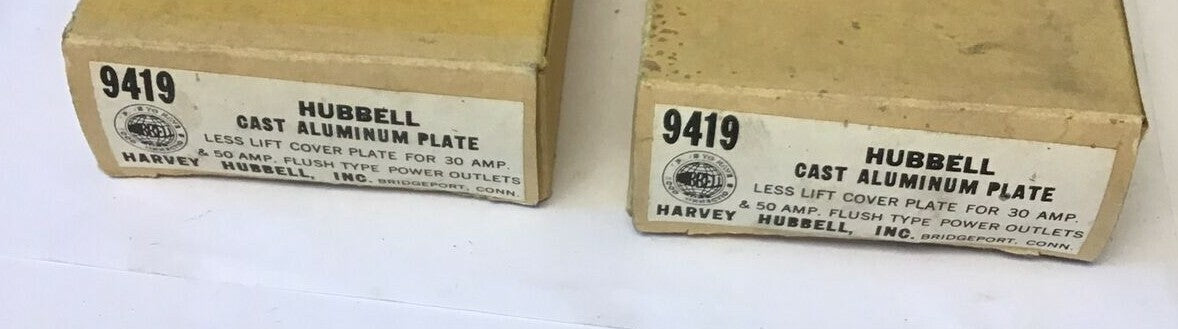 9419
HUBBELL
CAST ALUMINUM PLATE
LESS LIFT COVER PLATE FOR 30 AMP.
& 50 AMP. FLUSH TYPE POWER OUTLETS
HARVEY HUBBELL, INC. BRIDGEPORT, CONN.
9419
HUBBELL
CAST ALUMINUM PLATE
LESS LIFT COVER PLATE FOR 30 AMP.
& 50 AMP. FLUSH TYPE POWER OUTLETS
HARVEY HUBBELL, INC. BRIDGEPORT, CONN.